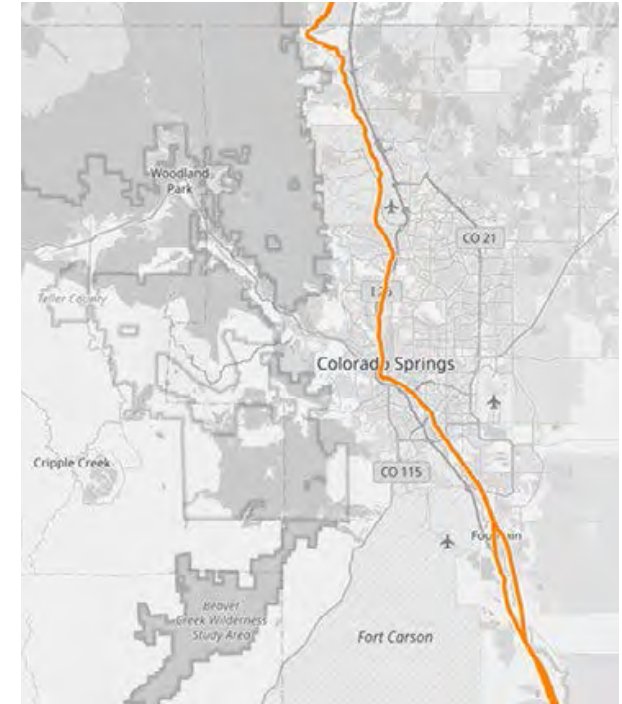 Woodland
Park
CO 21
Teller County
Colorado Springs
Cripple Creek
CO 115
Beaver
Creek Wilderness
Study Area
Fort Carson